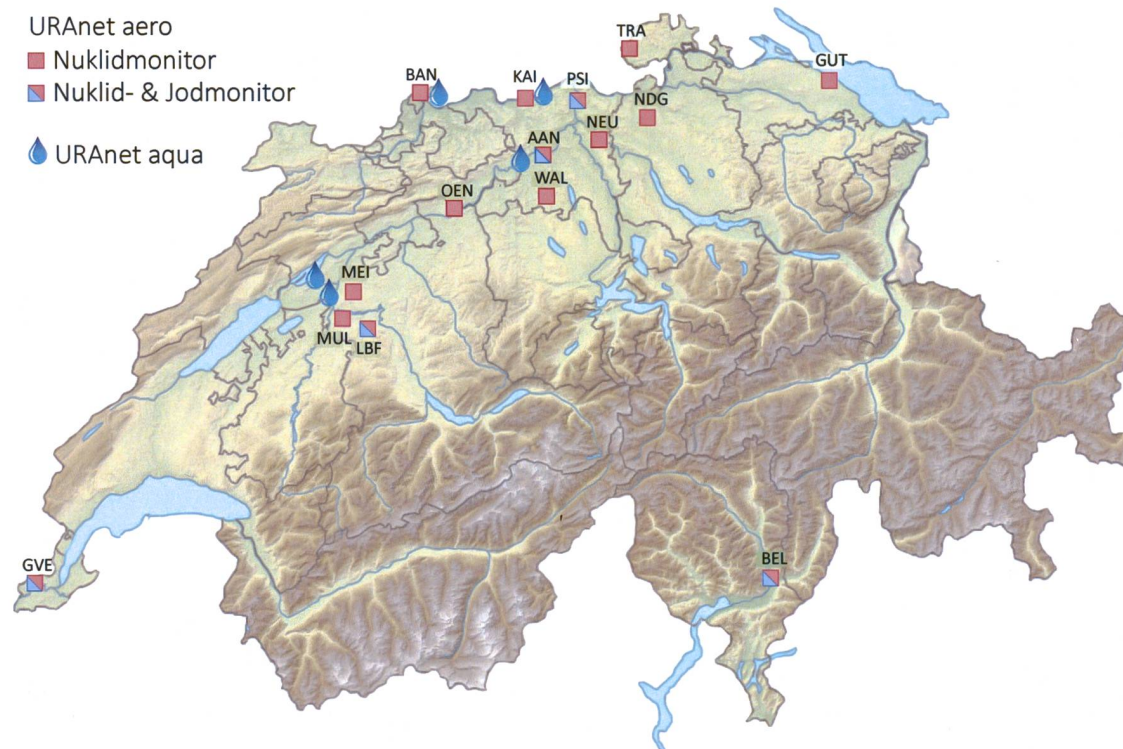 URAnet aero
Nuklidmonitor
Nuklid- & Jodmonitor
URAnet aqua
TRA
GUT
BAN
KAI
PSI
NDG
NEU
AAN
WAL
OEN
MEI
MUL
LBF
GVE
BEL